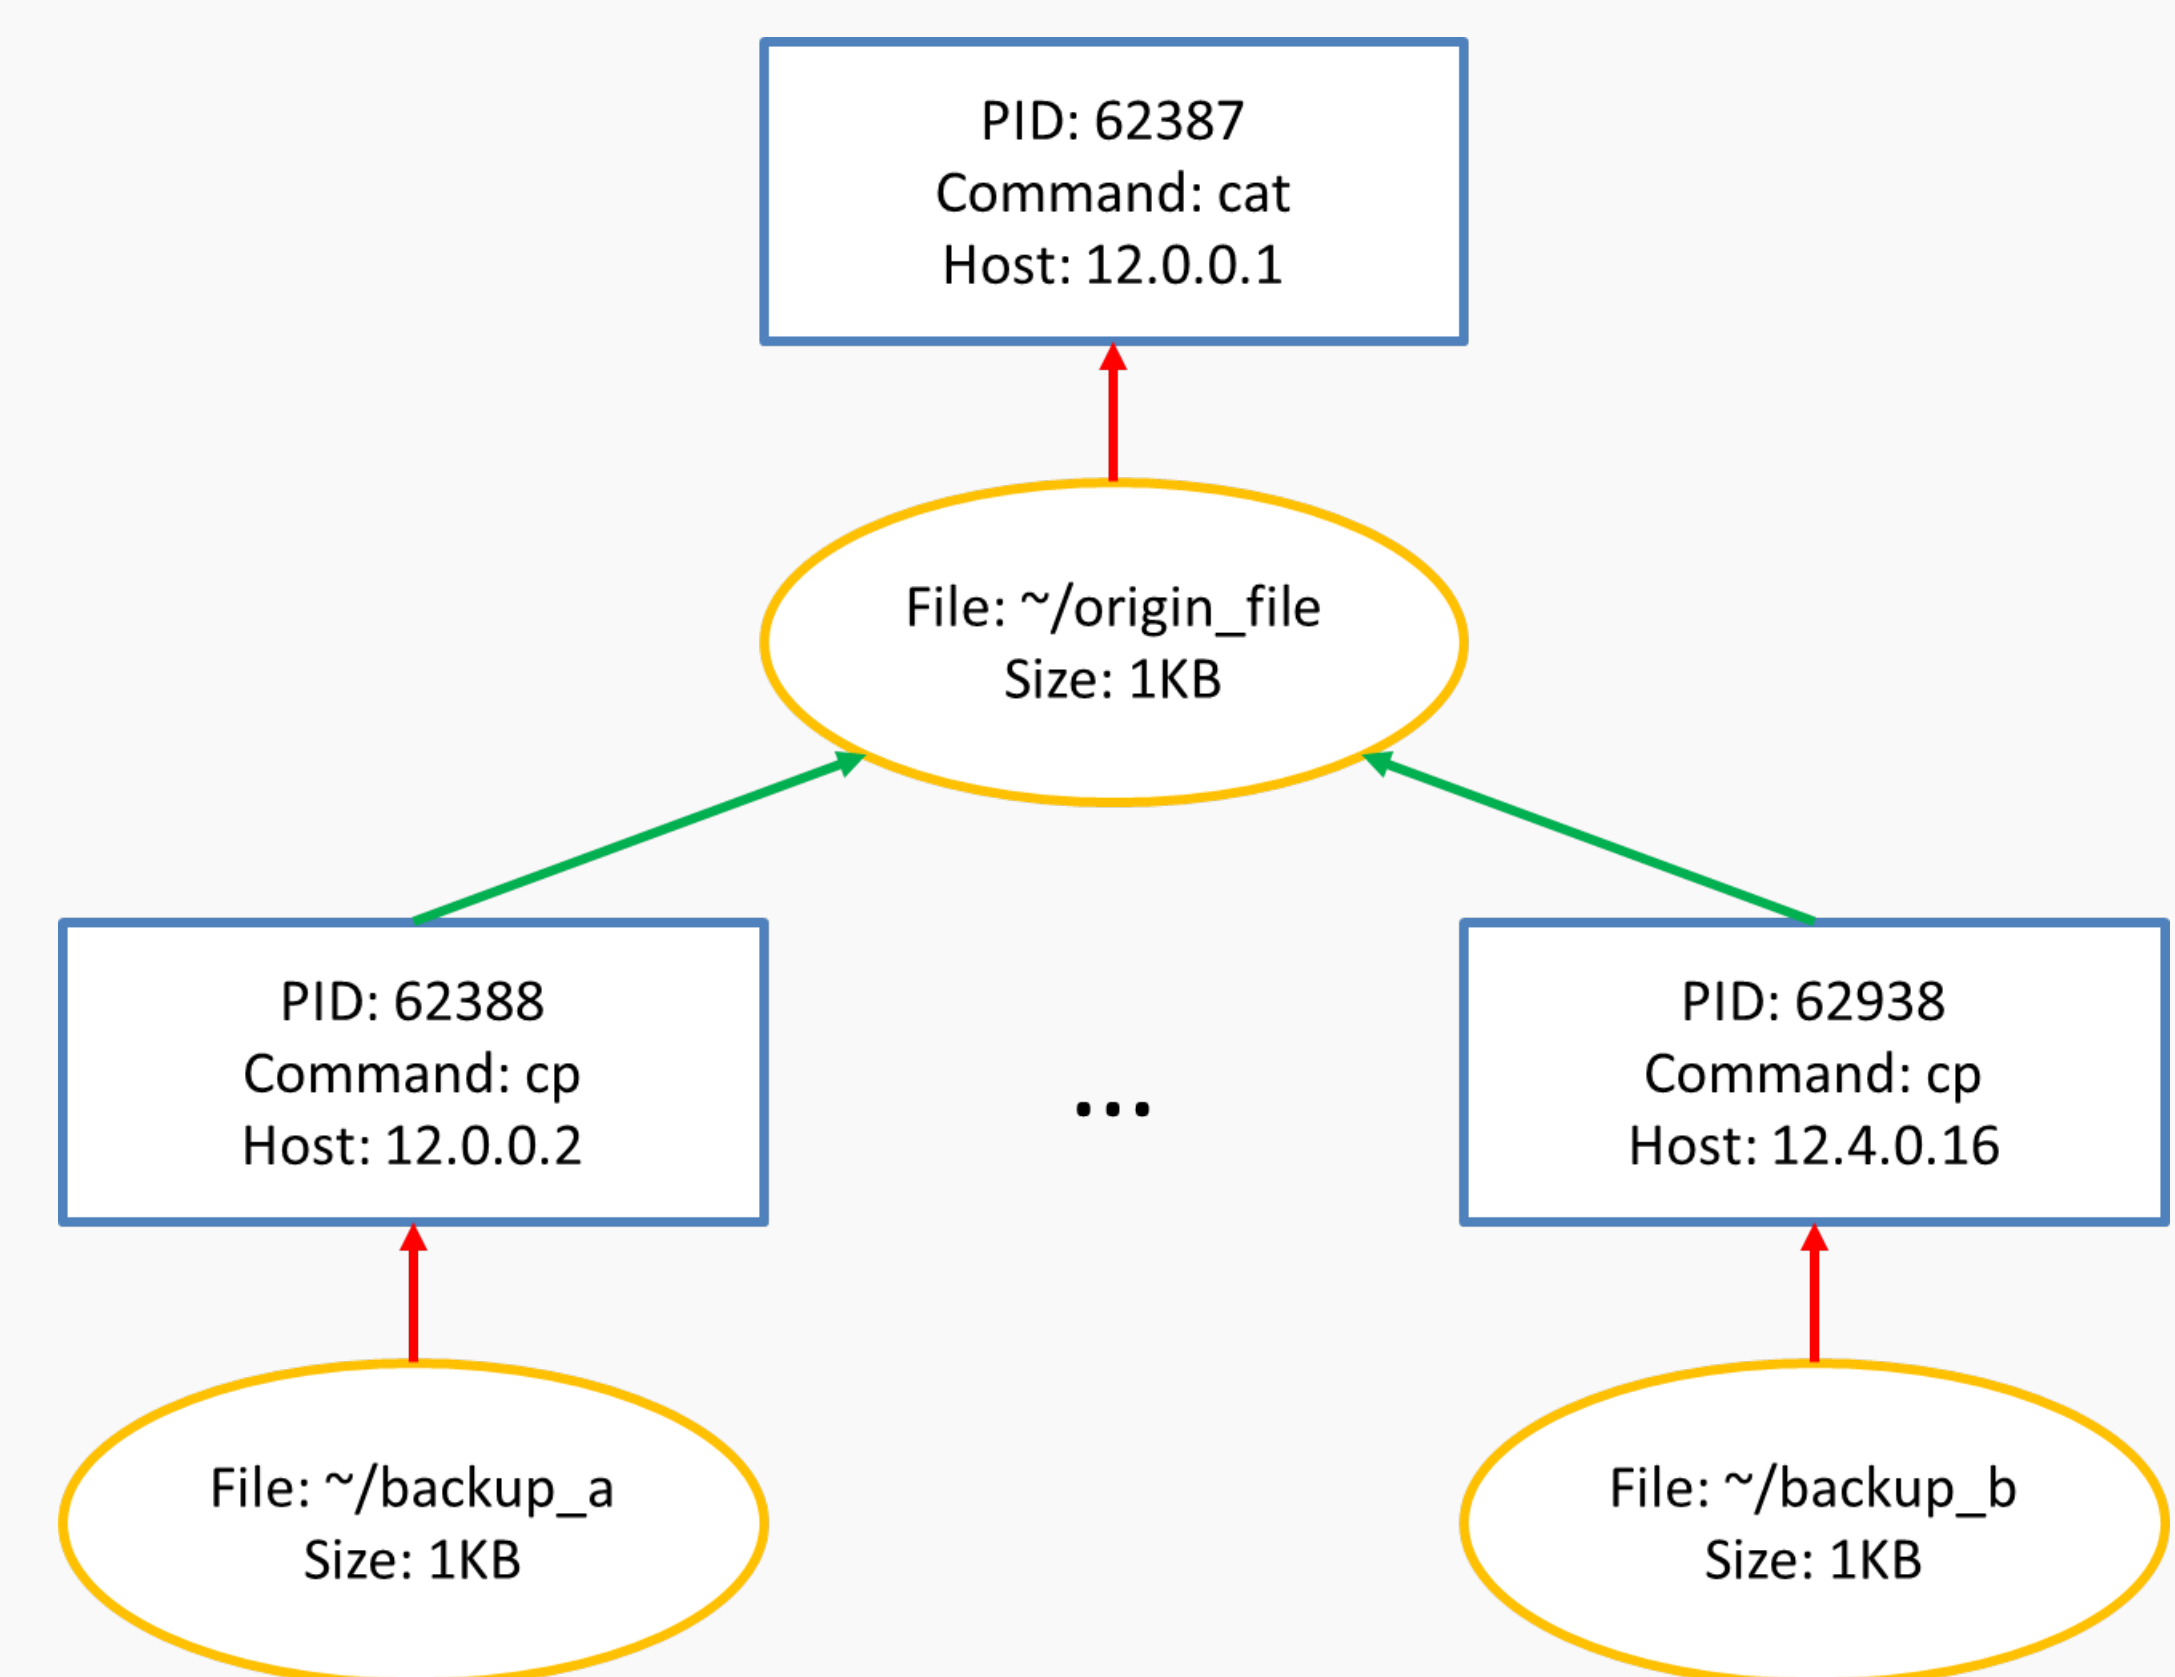 PID: 62387
Command: cat
Host: 12.0.0.1
File: ~/origin_file
Size: 1KB
PID: 62388
Command: cp
Host: 12.0.0.2
...
PID: 62938
Command: cp
Host: 12.4.0.16
File: ~/backup_a
Size: 1KB
File: ~/backup_b
Size: 1KB